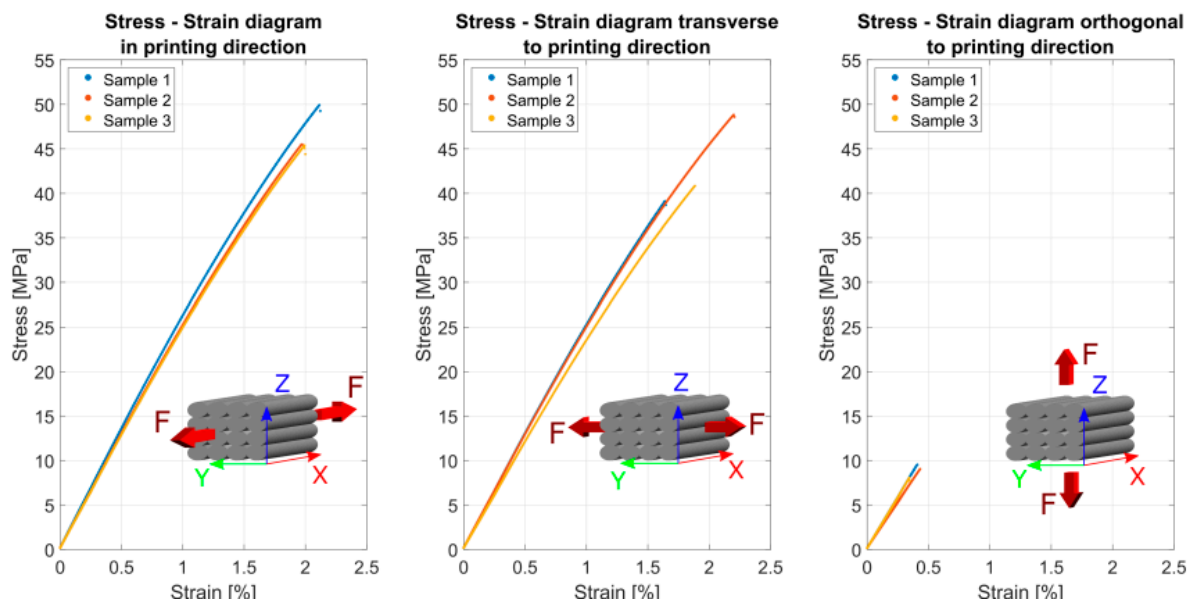 Stress - Strain diagram
in printing direction
55
50
45
40
35
30
25
20
15
10
5
0
Stress [MPa]
Sample 1
Sample 2
Sample 3
F
F
Z
Y
X
0
0.5
1
1.5
2
2.5
Strain [%]
Stress - Strain diagram transverse
to printing direction
55
50
45
40
35
30
25
20
15
10
5
0
Stress [MPa]
Sample 1
Sample 2
Sample 3
F
F
Z
Y
X
0
0.5
1
1.5
2
2.5
Strain [%]
Stress - Strain diagram orthogonal
to printing direction
55
50
45
40
35
30
25
20
15
10
5
0
Stress [MPa]
Sample 1
Sample 2
Sample 3
F
Z
Y
X
F
0
0.5
1
1.5
2
2.5
Strain [%]